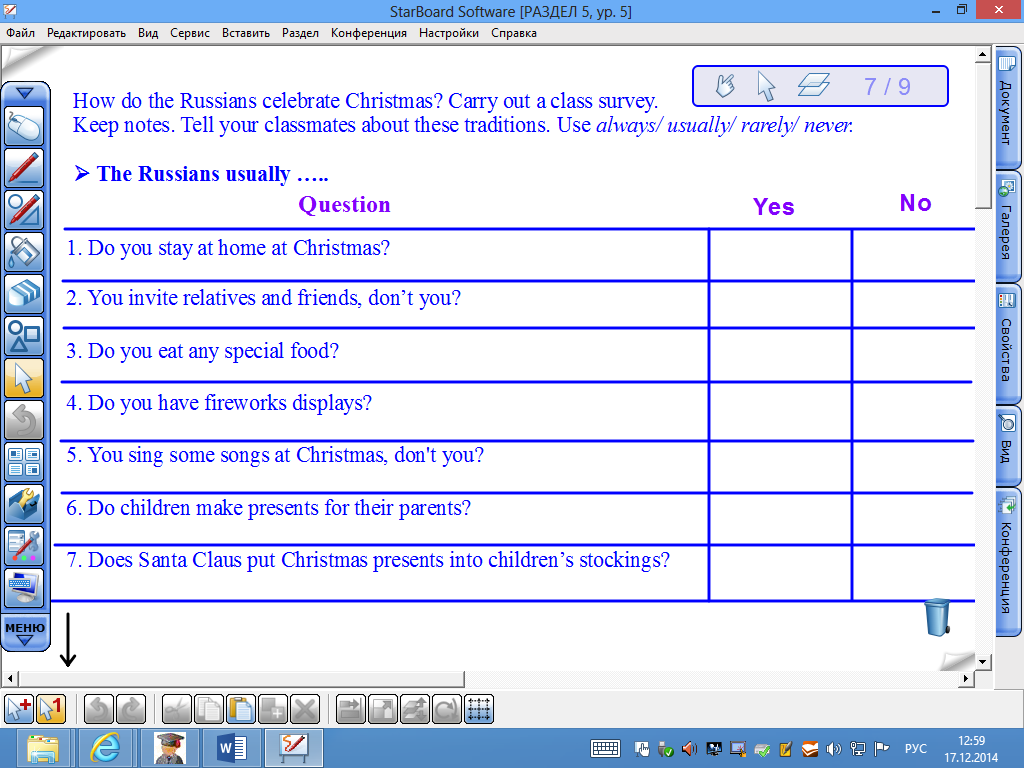 StarBoard Software [РАЗДЕЛ 5, ур. 5]
Файл Редактировать Вид Сервис Вставить Раздел Конференция Настройки Справка
7 / 9
How do the Russians celebrate Christmas? Carry out a class survey.
Keep notes. Tell your classmates about these traditions. Use always/ usually/ rarely/ never.
➢ The Russians usually …..
Question Yes No
1. Do you stay at home at Christmas?
2. You invite relatives and friends, don’t you?
3. Do you eat any special food?
4. Do you have fireworks displays?
5. You sing some songs at Christmas, don't you?
6. Do children make presents for their parents?
7. Does Santa Claus put Christmas presents into children’s stockings?
МЕНЮ
Документ
Галерея
Свойства
Вид
Конференция
РУС
12:59
17.12.2014